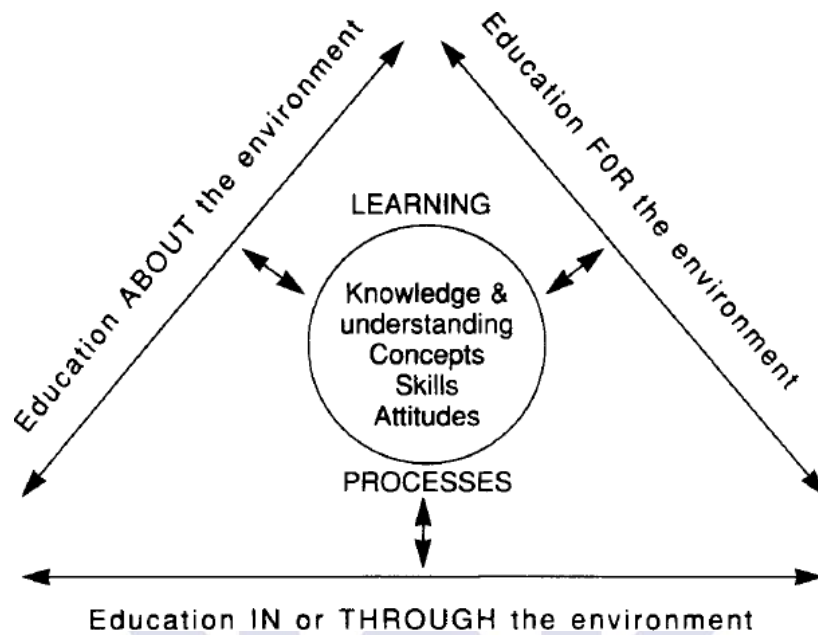 Education ABOUT the environment
Education FOR the environment
LEARNING
Knowledge &
understanding
Concepts
Skills
Attitudes
PROCESSES
Education IN or THROUGH the environment